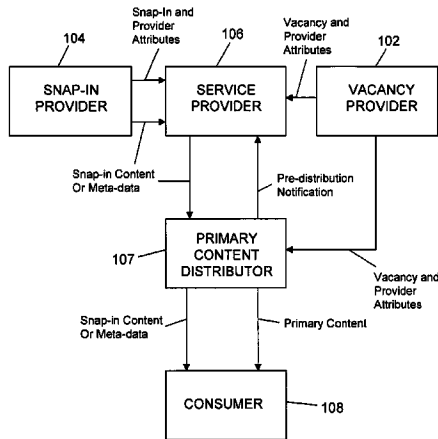 Snap-In and
Provider
Attributes
104
106
Vacancy and
Provider
Attributes
102
SNAP-IN
PROVIDER
SERVICE
PROVIDER
VACANCY
PROVIDER
Snap-in Content
Or Meta-data
Pre-distribution
Notification
107
PRIMARY
CONTENT
DISTRIBUTOR
Vacancy and
Provider
Attributes
Snap-in Content
Or Meta-data
Primary Content
CONSUMER
108